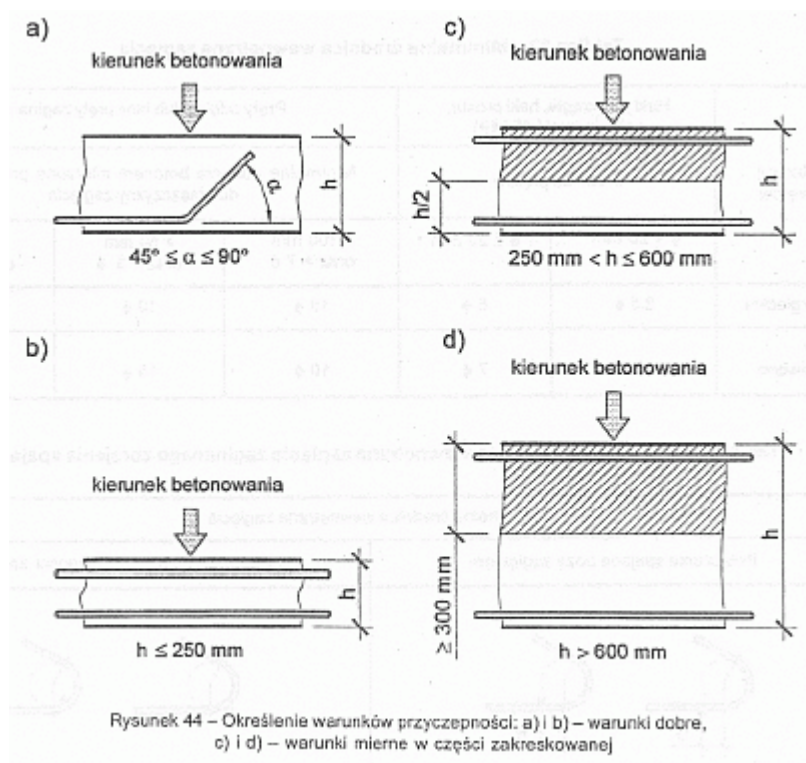 a)
kierunek betonowania
h
α
45° ≤ α ≤ 90°
b)
kierunek betonowania
h
h ≤ 250 mm
c)
kierunek betonowania
h/2
h
250 mm < h ≤ 600 mm
d)
kierunek betonowania
≥ 300 mm
h
h > 600 mm
Rysunek 44 – Określenie warunków przyczepności: a) i b) – warunki dobre,
c) i d) – warunki mierne w części zakreskowanej